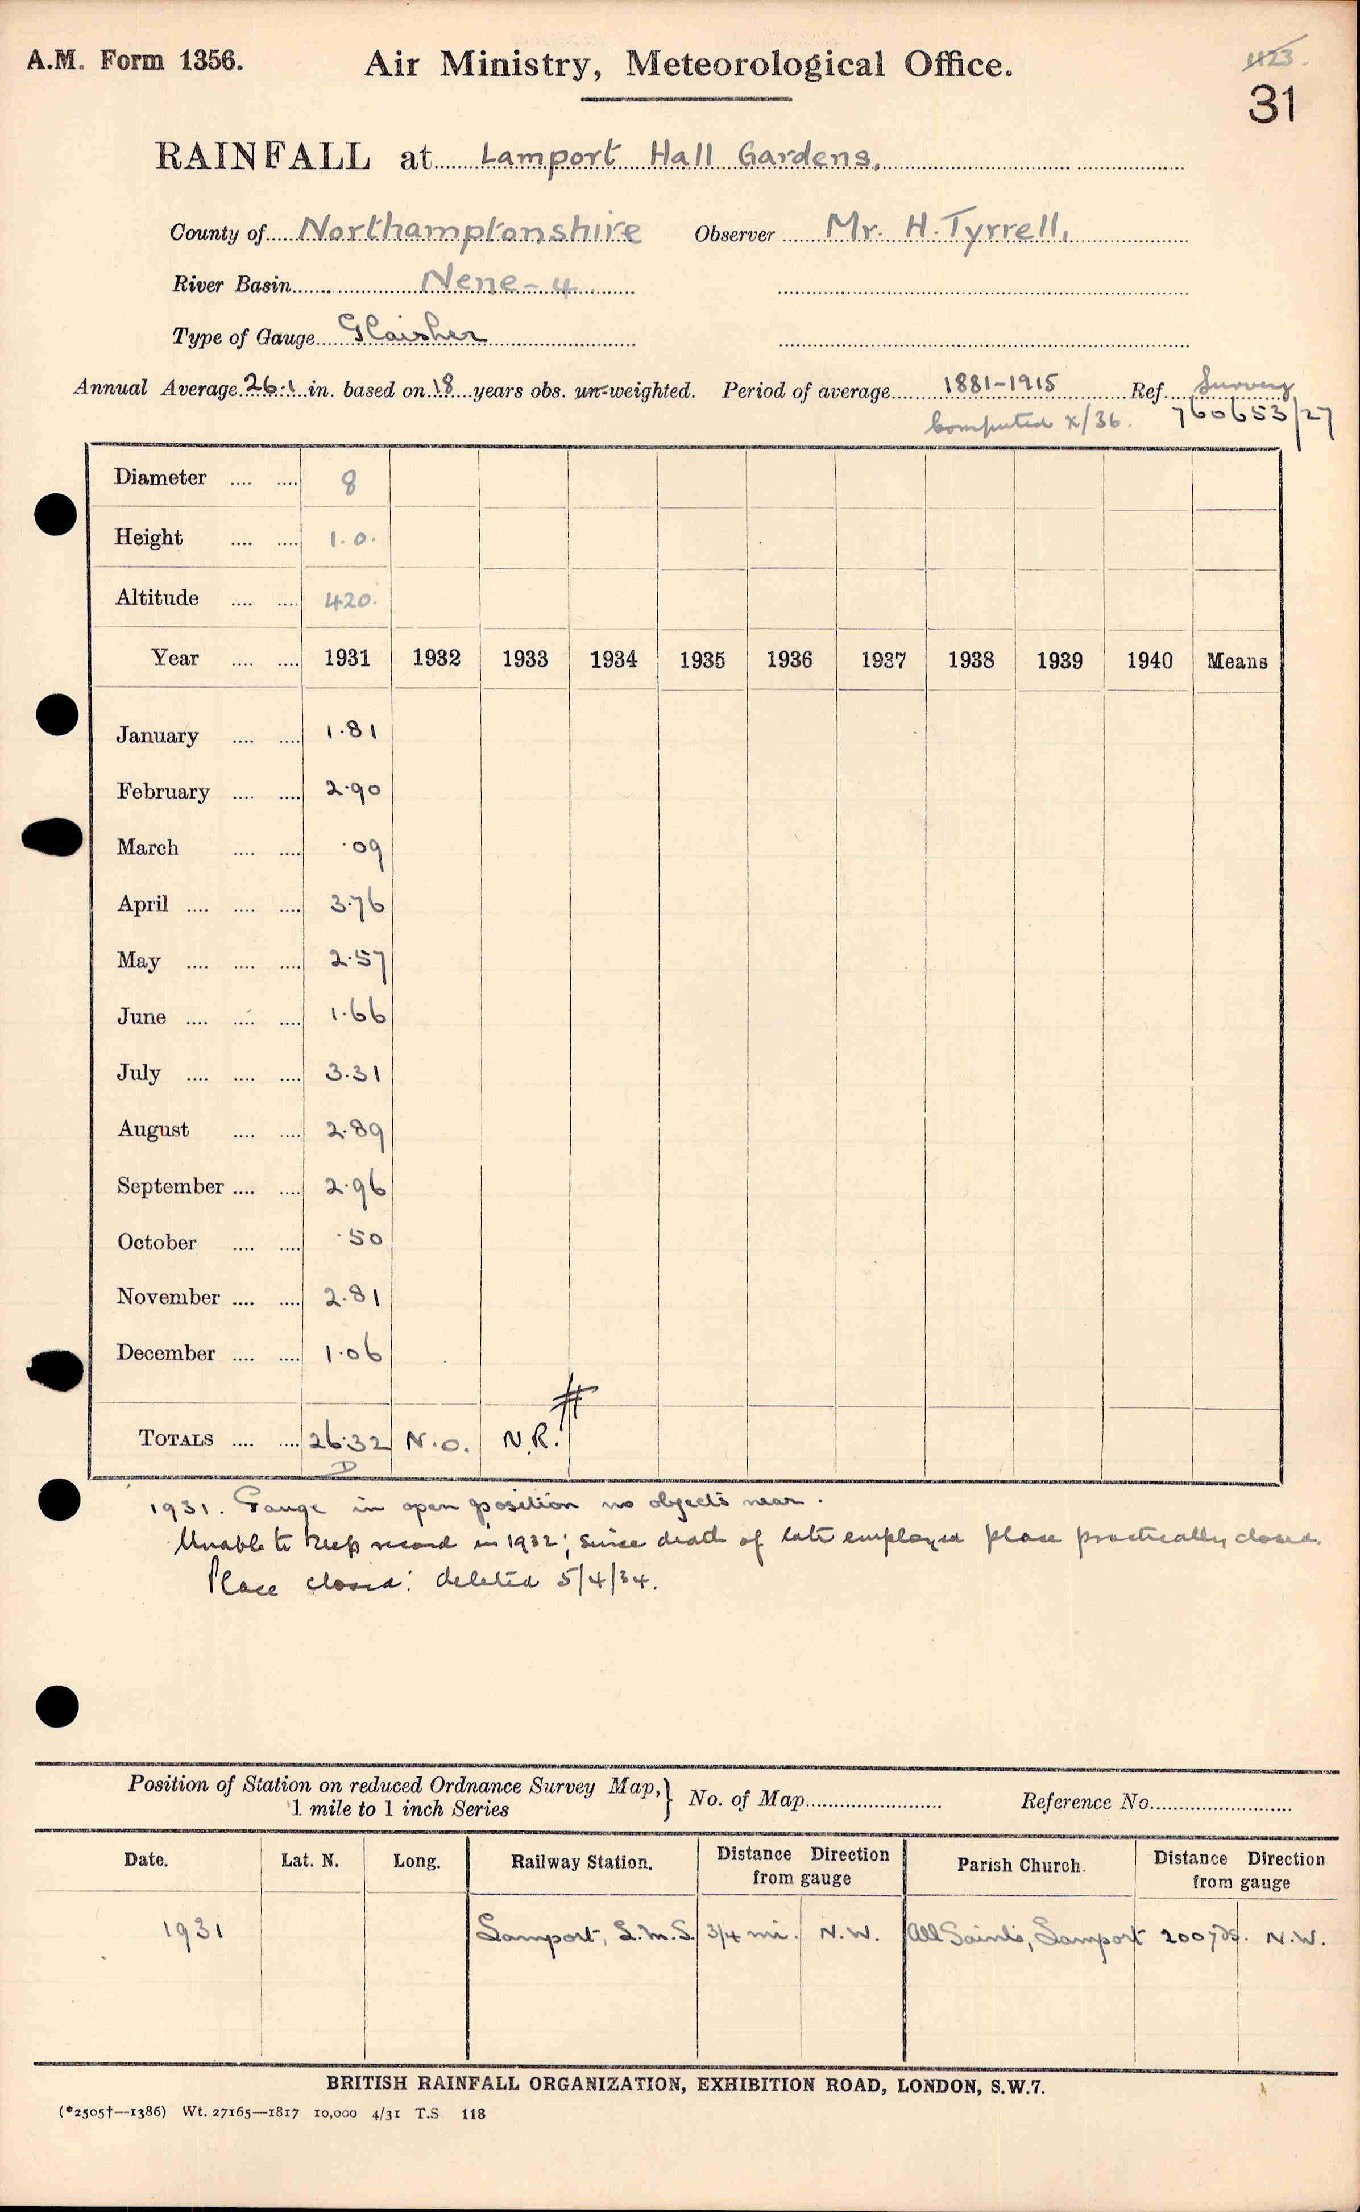 A.M. Form 1356.
Air Ministry, Meteorological Office.
423.
31
RAINFALL at Lamport Hall Gardens.
County of Northamptonshire Observer Mr. H. Tyrrell,
River Basin Nene - 4
Type of Gauge Glaisher
Annual Average 26.1 in. based on 18 years obs. un-weighted. Period of average 1881-1915 Ref. Survey
Computed x/36. 760653/27
Diameter .... .... 8
Height .... .... 1.0.
Altitude .... .... 420.
Year .... .... 1931 1932 1933 1934 1935 1936 1937 1938 1939 1940 Means
January .... .... 1.81
February .... .... 2.90
March .... .... .09
April .... .... .... 3.76
May .... .... .... 2.57
June .... .... .... 1.66
July .... .... .... 3.31
August .... .... 2.89
September .... .... 2.96
October .... .... .50
November .... .... 2.81
December .... .... 1.06
#
TOTALS .... .... 26.32 N.O. N.R.
D
1931. Gauge in open position no objects near.
Unable to keep record in 1932; since death of late employer place practically closed.
Place closed: deleted 5/4/34.
Position of Station on reduced Ordnance Survey Map, } No. of Map Reference No.
1 mile to 1 inch Series
Date. Lat. N. Long. Railway Station. Distance Direction from gauge Parish Church. Distance Direction from gauge
1931 Lamport, L.M.S. 3/4 mi. N.W. All Saints, Lamport 200 yds. N.W.
BRITISH RAINFALL ORGANIZATION, EXHIBITION ROAD, LONDON, S.W.7.
(*2505†—1386) Wt. 27165—1817 10,000 4/31 T.S 118